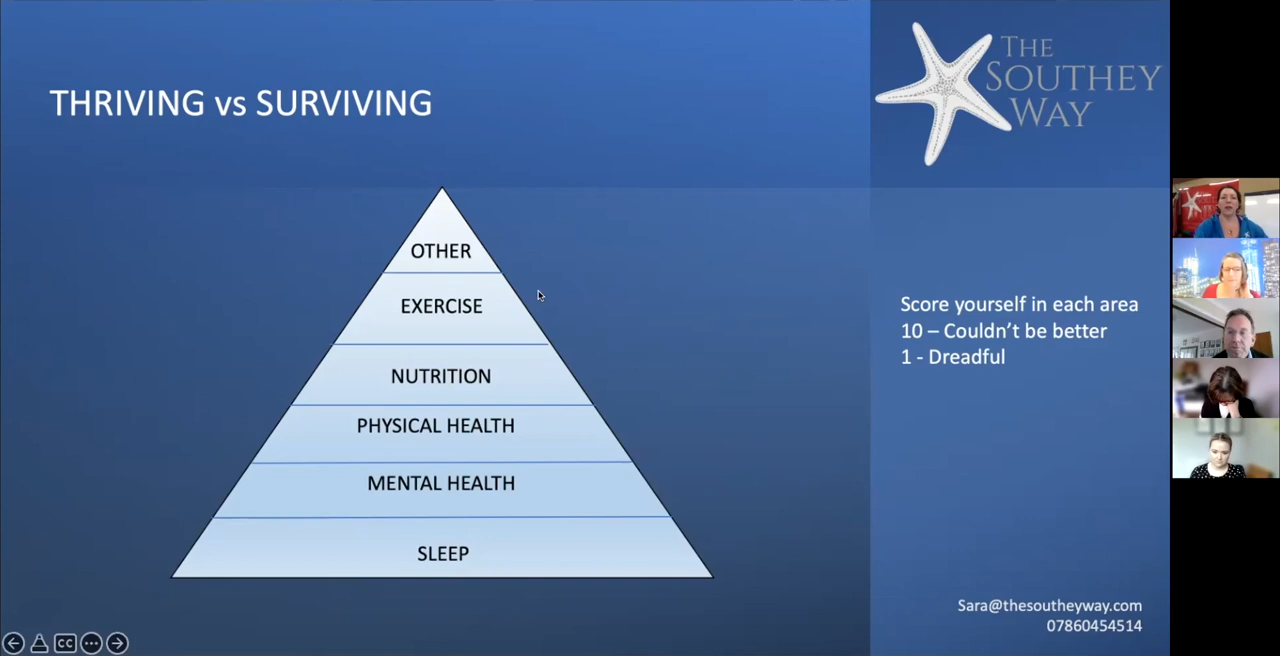 THRIVING vs SURVIVING
THE
SOUTHEY
WAY
OTHER
EXERCISE
NUTRITION
PHYSICAL HEALTH
MENTAL HEALTH
SLEEP
Score yourself in each area
10 – Couldn't be better
1 - Dreadful
Sara@thesoutheyway.com
07860454514
CC